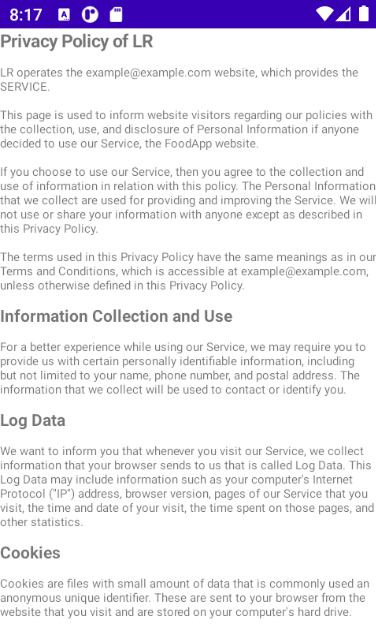 8:17
Privacy Policy of LR
LR operates the example@example.com website, which provides the
SERVICE.
This page is used to inform website visitors regarding our policies with
the collection, use, and disclosure of Personal Information if anyone
decided to use our Service, the FoodApp website.
If you choose to use our Service, then you agree to the collection and
use of information in relation with this policy. The Personal Information
that we collect are used for providing and improving the Service. We will
not use or share your information with anyone except as described in
this Privacy Policy.
The terms used in this Privacy Policy have the same meanings as in our
Terms and Conditions, which is accessible at example@example.com,
unless otherwise defined in this Privacy Policy.
Information Collection and Use
For a better experience while using our Service, we may require you to
provide us with certain personally identifiable information, including
but not limited to your name, phone number, and postal address. The
information that we collect will be used to contact or identify you.
Log Data
We want to inform you that whenever you visit our Service, we collect
information that your browser sends to us that is called Log Data. This
Log Data may include information such as your computer's Internet
Protocol ("IP") address, browser version, pages of our Service that you
visit, the time and date of your visit, the time spent on those pages, and
other statistics.
Cookies
Cookies are files with small amount of data that is commonly used an
anonymous unique identifier. These are sent to your browser from the
website that you visit and are stored on your computer's hard drive.